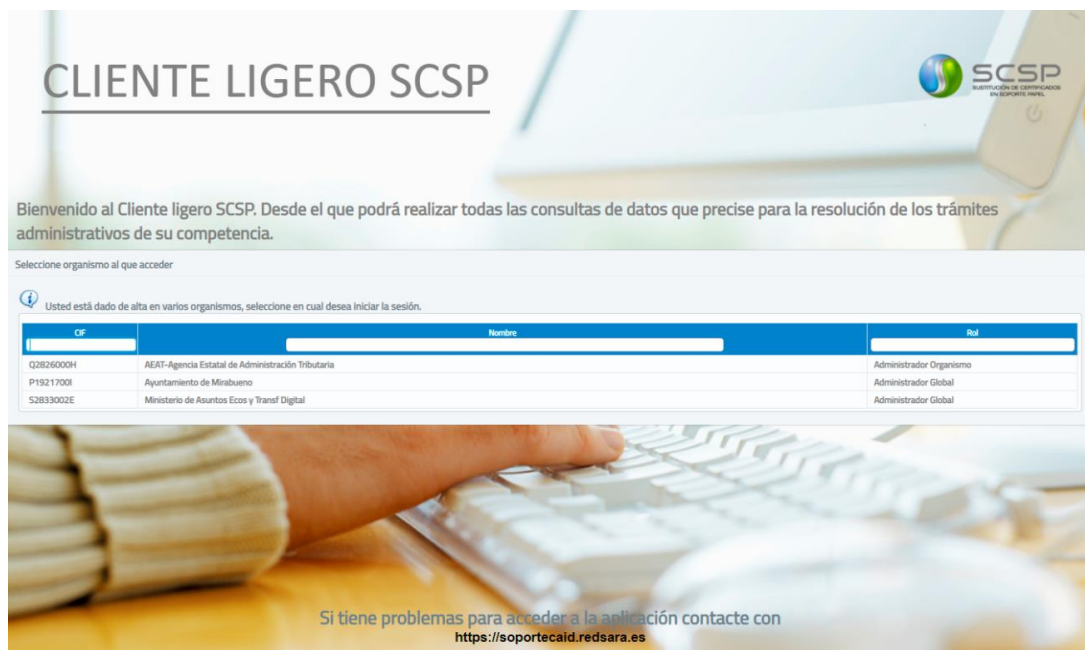 CLIENTE LIGERO SCSP
SCSP
SUSTITUCIÓN DE CERTIFICADOS
EN SOPORTE PAPEL
Bienvenido al Cliente ligero SCSP. Desde el que podrá realizar todas las consultas de datos que precise para la resolución de los trámites
administrativos de su competencia.
Seleccione organismo al que acceder
Usted está dado de alta en varios organismos, seleccione en cual desea iniciar la sesión.
CIF Nombre Rol
Q2826000H AEAT-Agencia Estatal de Administración Tributaria Administrador Organismo
P1921700I Ayuntamiento de Mirabueno Administrador Global
S2833002E Ministerio de Asuntos Ecos y Transf Digital Administrador Global
Si tiene problemas para acceder a la aplicación contacte con
https://soportecaid.redsara.es